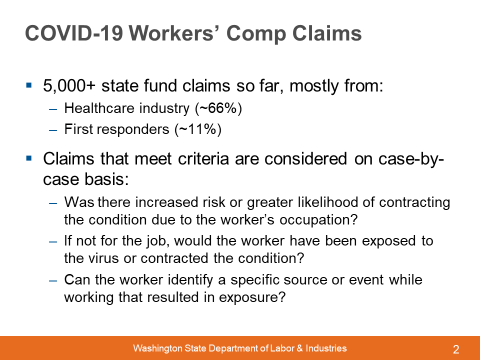 COVID-19 Workers’ Comp Claims
▪ 5,000+ state fund claims so far, mostly from:
– Healthcare industry (~66%)
– First responders (~11%)
▪ Claims that meet criteria are considered on case-by-
case basis:
– Was there increased risk or greater likelihood of contracting
the condition due to the worker’s occupation?
– If not for the job, would the worker have been exposed to
the virus or contracted the condition?
– Can the worker identify a specific source or event while
working that resulted in exposure?
Washington State Department of Labor & Industries
2